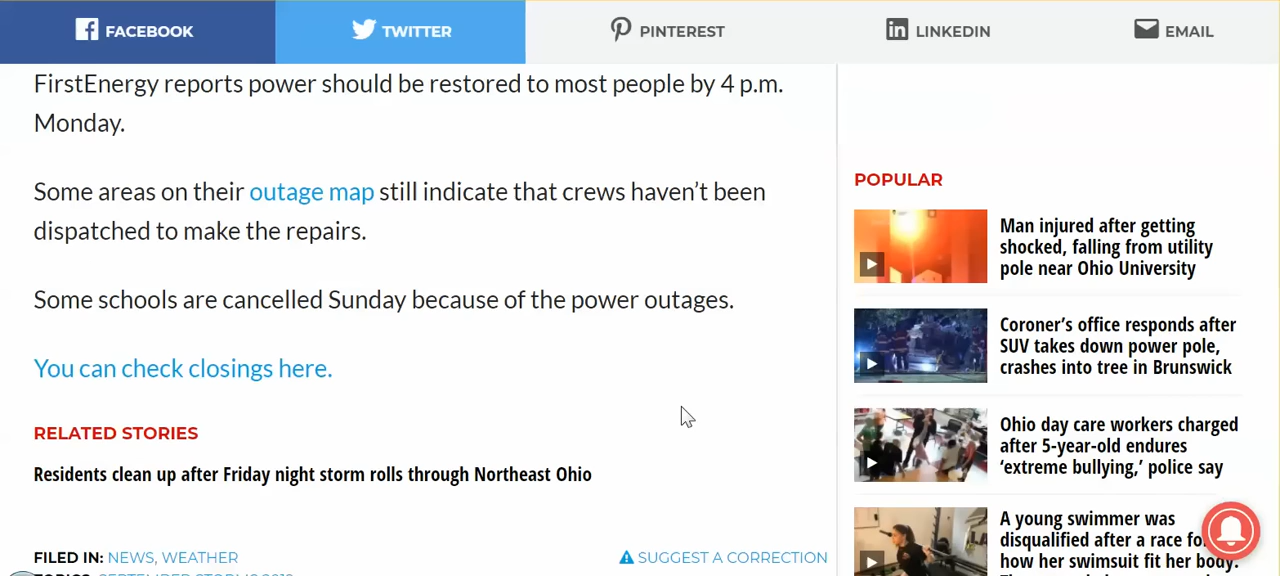 FACEBOOK
TWITTER
PINTEREST
LINKEDIN
EMAIL
FirstEnergy reports power should be restored to most people by 4 p.m.
Monday.
Some areas on their outage map still indicate that crews haven't been
dispatched to make the repairs.
Some schools are cancelled Sunday because of the power outages.
You can check closings here.
RELATED STORIES
Residents clean up after Friday night storm rolls through Northeast Ohio
FILED IN: NEWS, WEATHER
SUGGEST A CORRECTION
POPULAR
Man injured after getting
shocked, falling from utility
pole near Ohio University
Coroner's office responds after
SUV takes down power pole,
crashes into tree in Brunswick
Ohio day care workers charged
after 5-year-old endures
‘extreme bullying,’ police say
A young swimmer was
disqualified after a race
how her swimsuit fit her body.